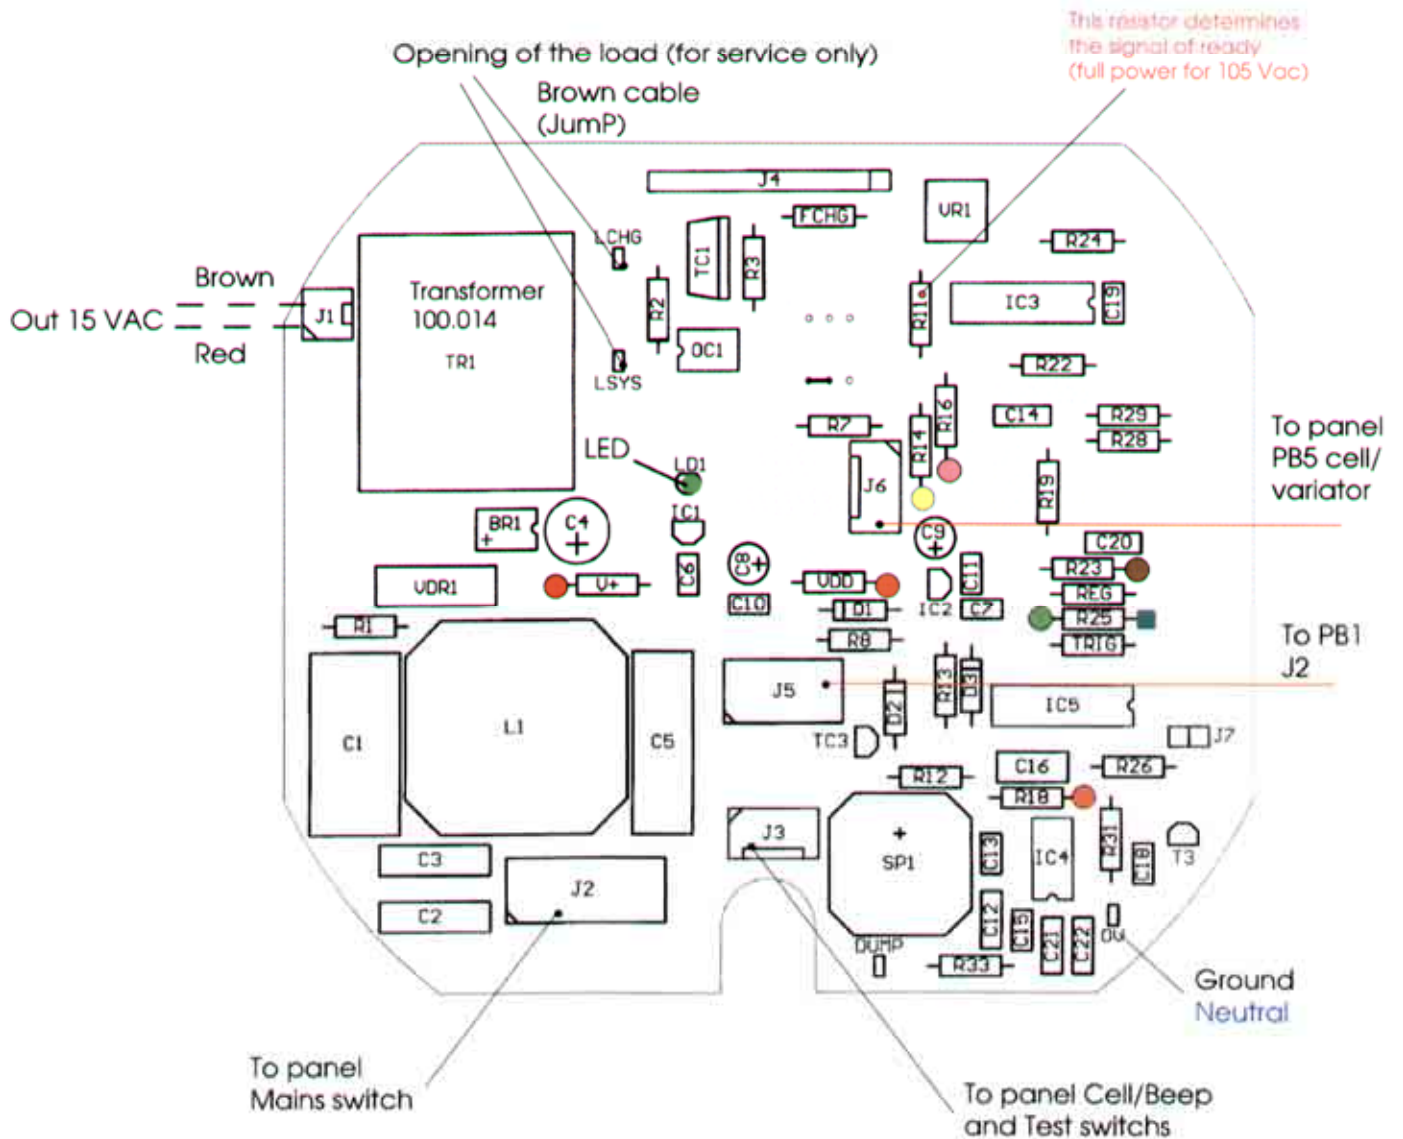 This resistor determines
the signal of ready
(full power for 105 Vac)
Opening of the load (for service only)
Brown cable
(JumP)
J4
FCHG
VR1
LCHG
TC1
R3
R24
Brown
Transformer
100.014
TR1
R2
R11
IC3
C19
Out 15 VAC
J1
Red
OC1
LSYS
R22
R16
C14
R29
R28
R7
R14
To panel
PB5 cell/
variator
LED
LD1
J6
R19
IC1
BR1
+
C4
+
C9
+
C20
C8
+
C6
C11
R23
VDR1
V+
VDD
REG
C10
D1
IC2
C7
R25
R1
R8
TRIG
To PB1
J2
J5
R13
D3
IC5
D2
C1
L1
C5
TC3
J7
C16
R26
R12
R18
J3
+
SP1
C13
IC4
R31
T3
C18
C3
J2
C2
C12
C15
C21
C22
0V
DUMP
R33
Ground
Neutral
To panel
Mains switch
To panel Cell/Beep
and Test switchs